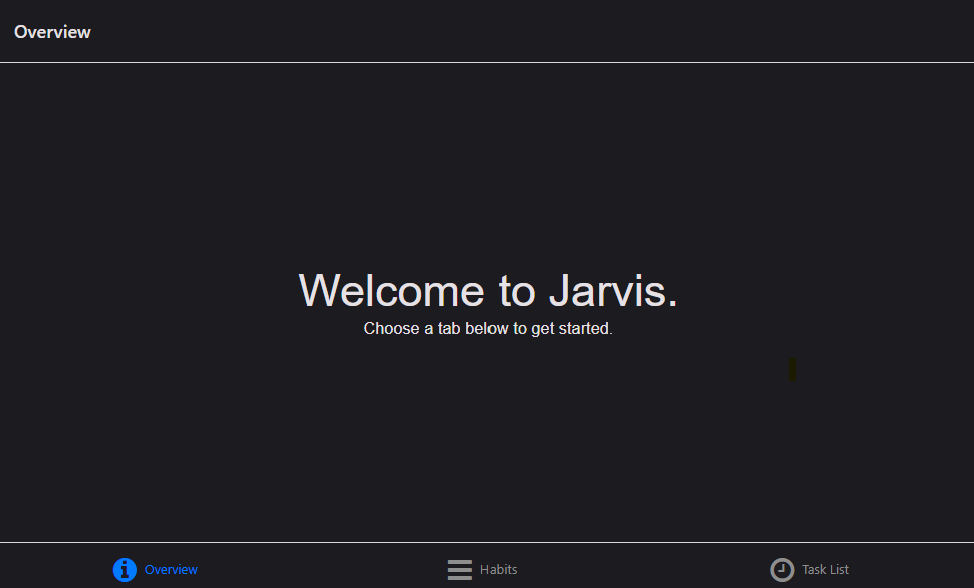 Overview
Welcome to Jarvis.
Choose a tab below to get started.
Overview
Habits
Task List